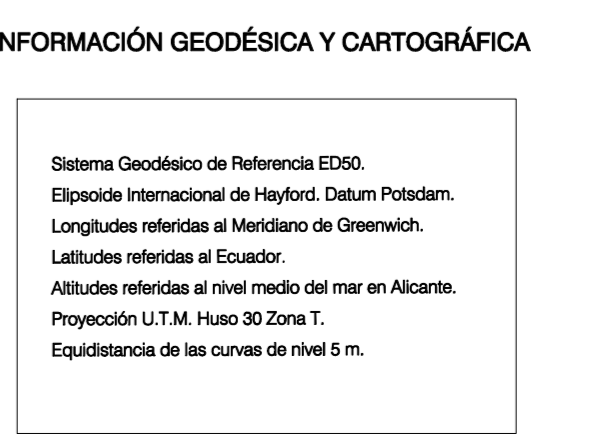 NFORMACIÓN GEODÉSICA Y CARTOGRÁFICA
Sistema Geodésico de Referencia ED50.
Elipsoide Internacional de Hayford. Datum Potsdam.
Longitudes referidas al Meridiano de Greenwich.
Latitudes referidas al Ecuador.
Altitudes referidas al nivel medio del mar en Alicante.
Proyección U.T.M. Huso 30 Zona T.
Equidistancia de las curvas de nivel 5 m.